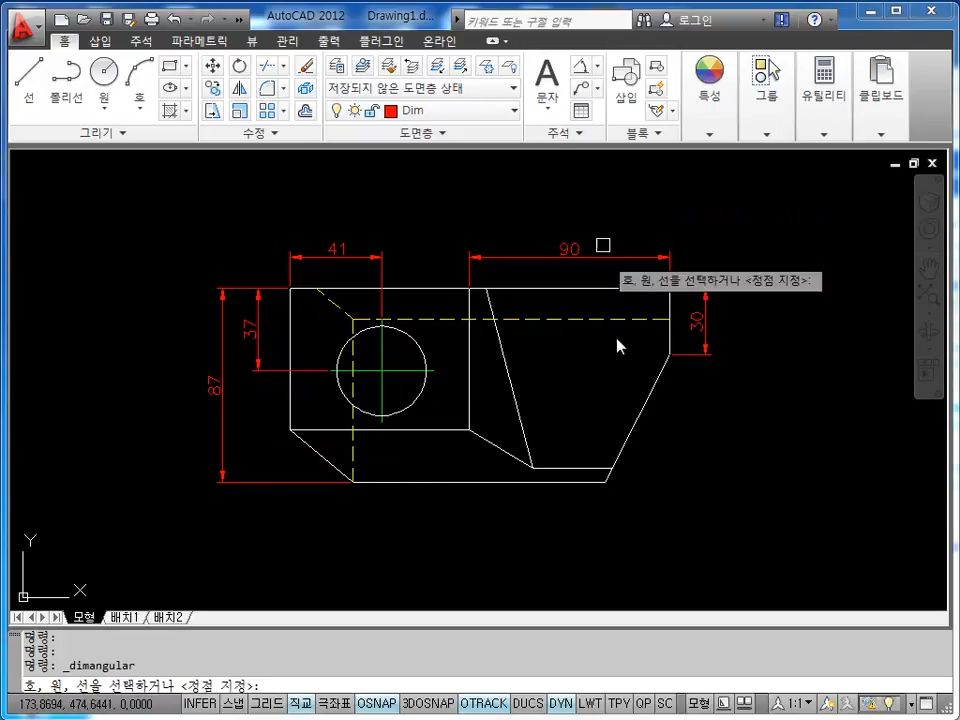 AutoCAD 2012 Drawing1.d... 키워드 또는 구절 입력 로그인
홈 삽입 주석 파라메트릭 뷰 관리 출력 플러그인 온라인
선 폴리선 원 호
저장되지 않은 도면층 상태
Dim
문자 삽입 특성 그룹 유틸리티 클립보드
그리기 수정 도면층 주석 블록
41 90
호, 원, 선을 선택하거나 <정점 지정>:
37 30
87
Y
X
모형 배치1 배치2
명령:
명령:
명령: _dimangular
호, 원, 선을 선택하거나 <정점 지정>:
173,8694, 474,6441, 0,0000 INFER 스냅 그리드 직교 극좌표 OSNAP 3DOSNAP OTRACK DUCS DYN LWT TPY QP SC 모형 1:1